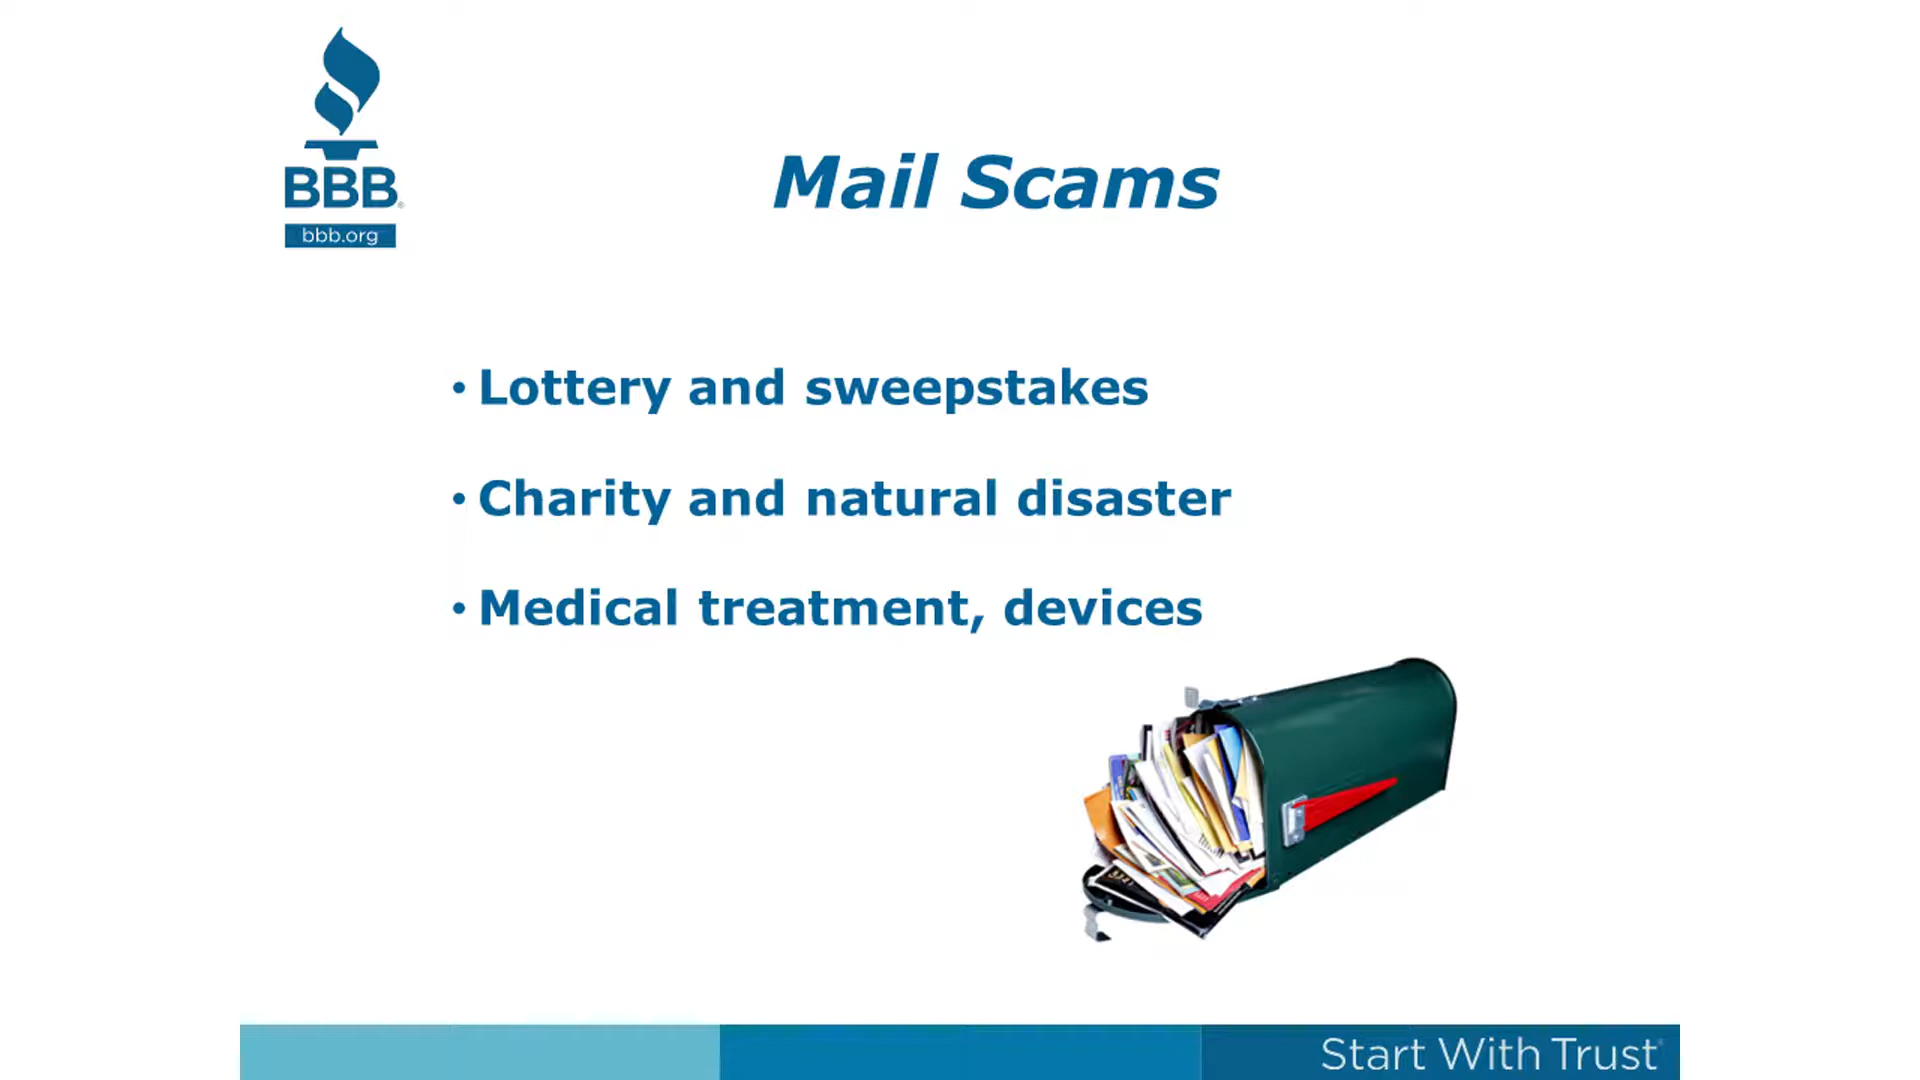 BBB®
bbb.org
Mail Scams
• Lottery and sweepstakes
• Charity and natural disaster
• Medical treatment, devices
Start With Trust®